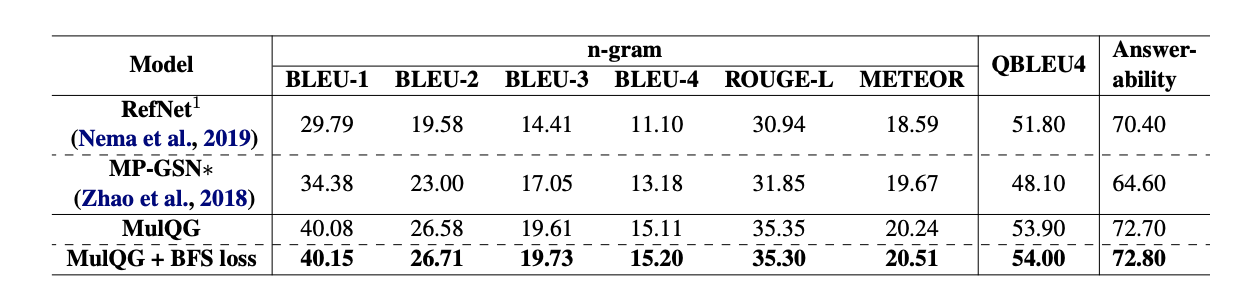 Model n-gram QBLEU4 Answer-
BLEU-1 BLEU-2 BLEU-3 BLEU-4 ROUGE-L METEOR ability
RefNet¹
(Nema et al., 2019) 29.79 19.58 14.41 11.10 30.94 18.59 51.80 70.40
MP-GSN∗
(Zhao et al., 2018) 34.38 23.00 17.05 13.18 31.85 19.67 48.10 64.60
MulQG 40.08 26.58 19.61 15.11 35.35 20.24 53.90 72.70
MulQG + BFS loss 40.15 26.71 19.73 15.20 35.30 20.51 54.00 72.80